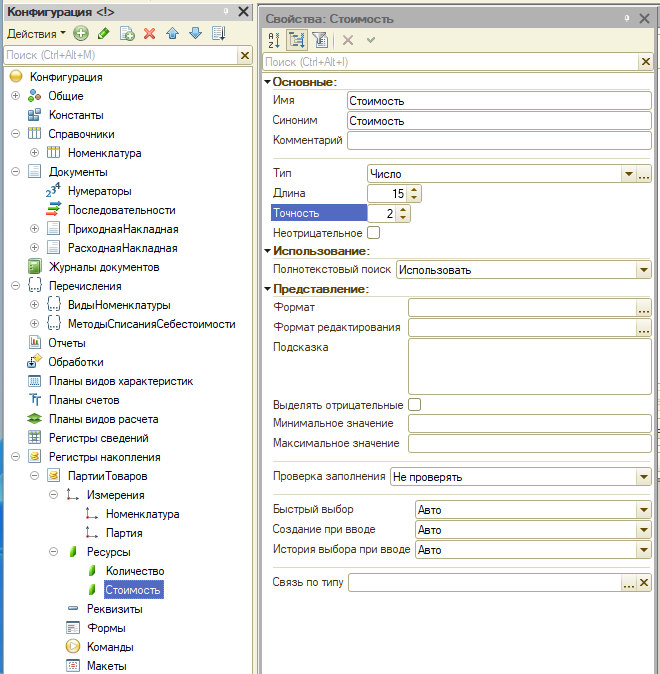 Конфигурация <!>
Действия
Поиск (Ctrl+Alt+M)
Конфигурация
Общие
Константы
Справочники
Номенклатура
Документы
Нумераторы
Последовательности
ПриходнаяНакладная
РасходнаяНакладная
Журналы документов
Перечисления
ВидыНоменклатуры
МетодыСписанияСебестоимости
Отчеты
Обработки
Планы видов характеристик
Планы счетов
Планы видов расчета
Регистры сведений
Регистры накопления
ПартииТоваров
Измерения
Номенклатура
Партия
Ресурсы
Количество
Стоимость
Реквизиты
Формы
Команды
Макеты
Свойства: Стоимость
Поиск (Ctrl+Alt+I)
Основные:
Имя Стоимость
Синоним Стоимость
Комментарий
Тип Число
Длина 15
Точность 2
Неотрицательное
Использование:
Полнотекстовый поиск Использовать
Представление:
Формат
Формат редактирования
Подсказка
Выделять отрицательные
Минимальное значение
Максимальное значение
Проверка заполнения Не проверять
Быстрый выбор Авто
Создание при вводе Авто
История выбора при вводе Авто
Связь по типу